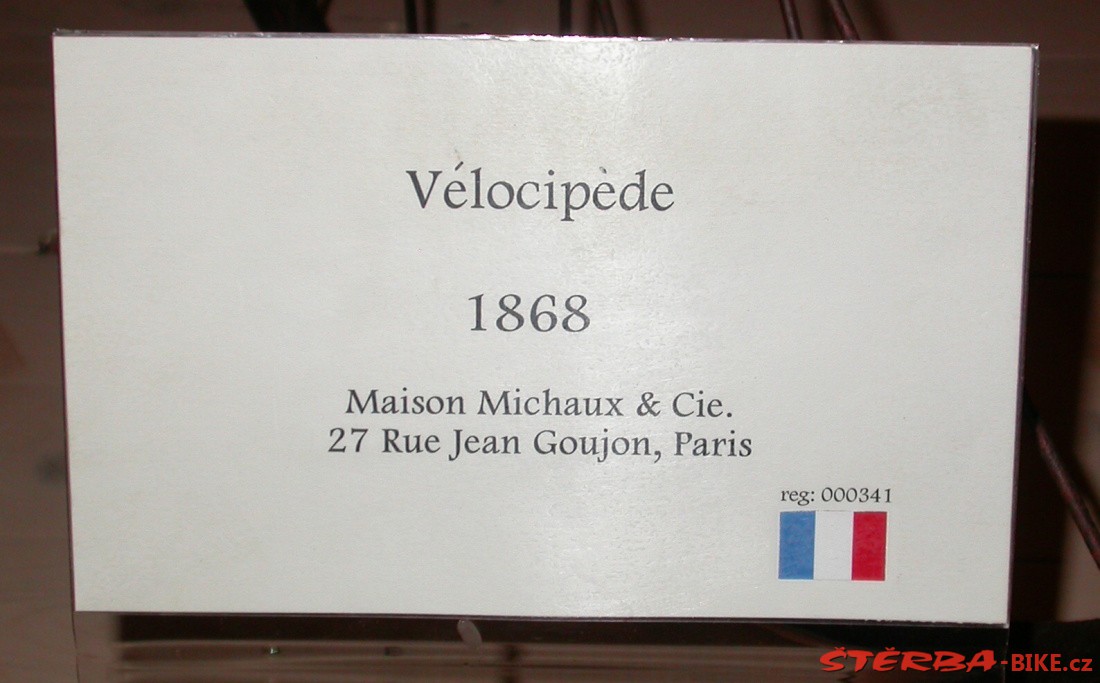 Vélocipède
1868
Maison Michaux & Cie.
27 Rue Jean Goujon, Paris
reg: 000341
ŠTĚRBA-BIKE.cz